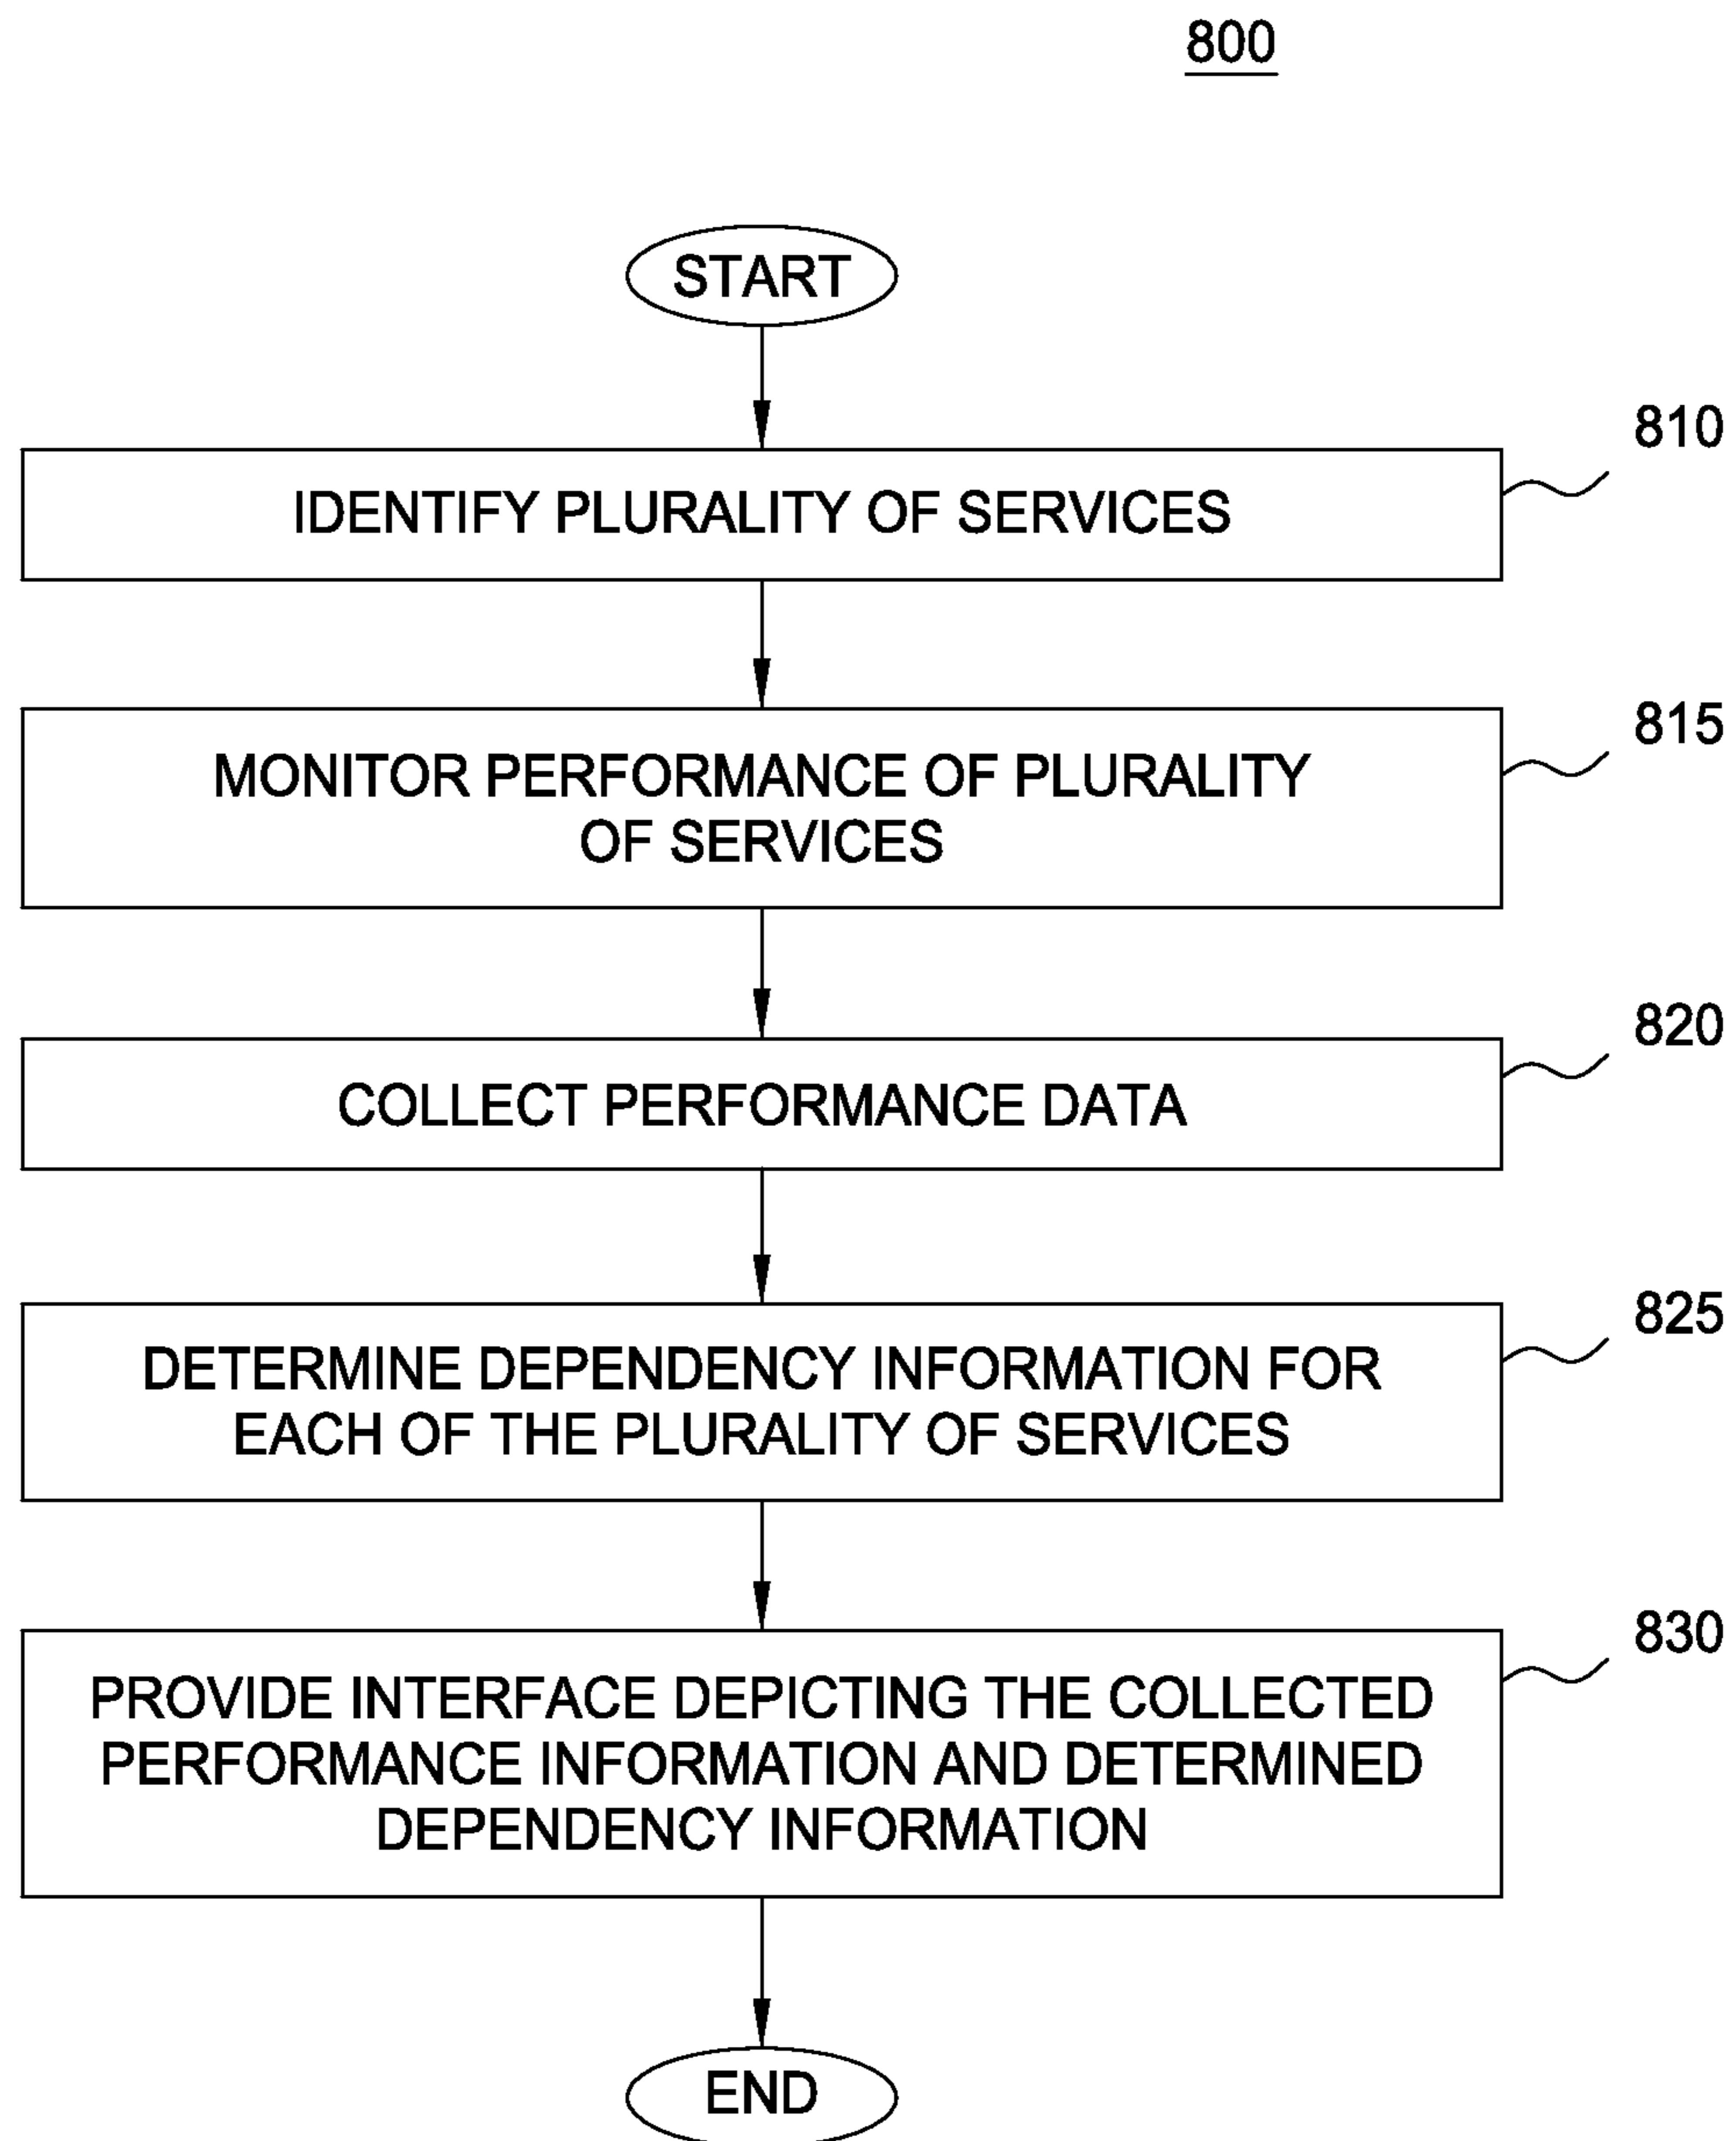 800
START
810
IDENTIFY PLURALITY OF SERVICES
815
MONITOR PERFORMANCE OF PLURALITY
OF SERVICES
820
COLLECT PERFORMANCE DATA
825
DETERMINE DEPENDENCY INFORMATION FOR
EACH OF THE PLURALITY OF SERVICES
830
PROVIDE INTERFACE DEPICTING THE COLLECTED
PERFORMANCE INFORMATION AND DETERMINED
DEPENDENCY INFORMATION
END